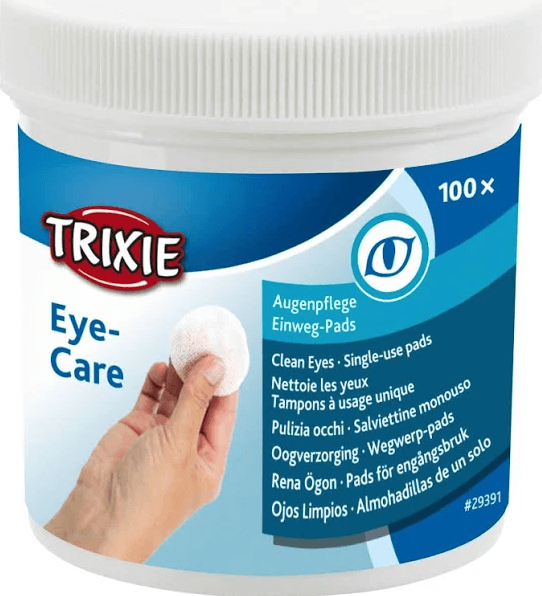 100 x
TRIXIE
Eye-
Care
Augenpflege
Einweg-Pads
Clean Eyes · Single-use pads
Nettoie les yeux
Tampons à usage unique
Pulizia occhi · Salviettine monouso
Oogverzorging · Wegwerp-pads
Rena Ögon · Pads för engångsbruk
Ojos Limpios · Almohadillas de un solo
#29391